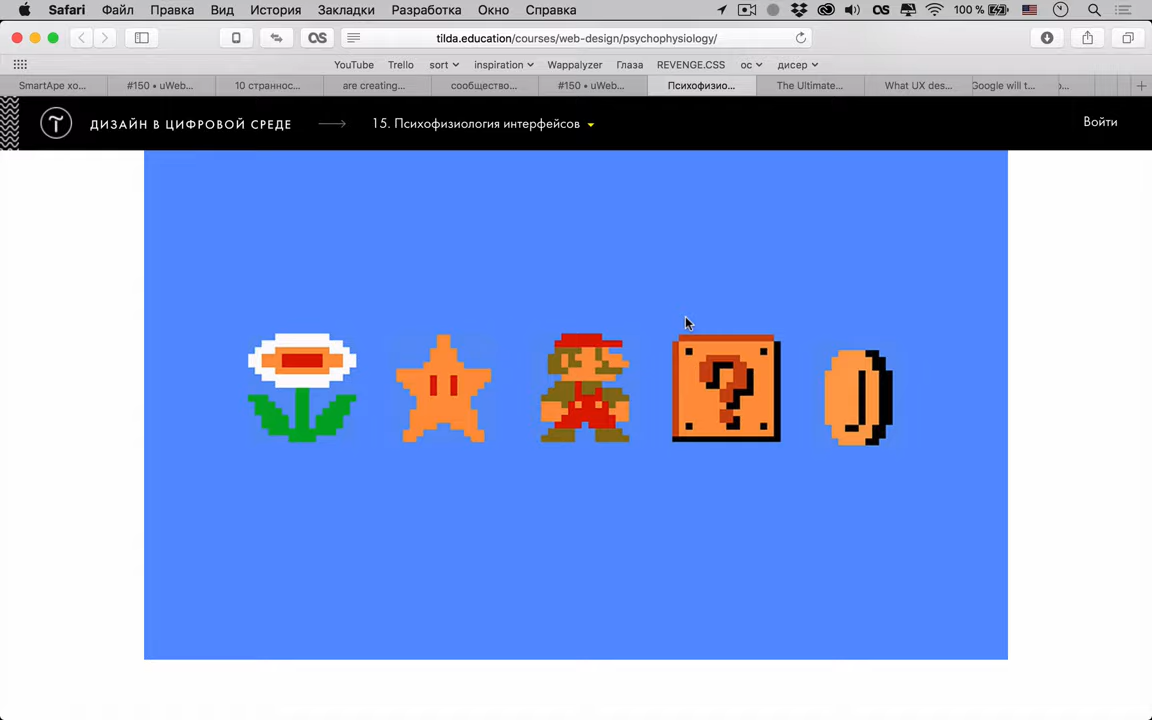 Safari Файл Правка Вид История Закладки Разработка Окно Справка 100 %
tilda.education/courses/web-design/psychophysiology/
YouTube Trello sort inspiration Wappalyzer Глаза REVENGE.CSS ос дисер
SmartApe хо... #150 • uWeb... 10 страннос... are creating... сообщество... #150 • uWeb... Психофизио... The Ultimate... What UX des... Google will t...
ДИЗАЙН В ЦИФРОВОЙ СРЕДЕ 15. Психофизиология интерфейсов Войти
?